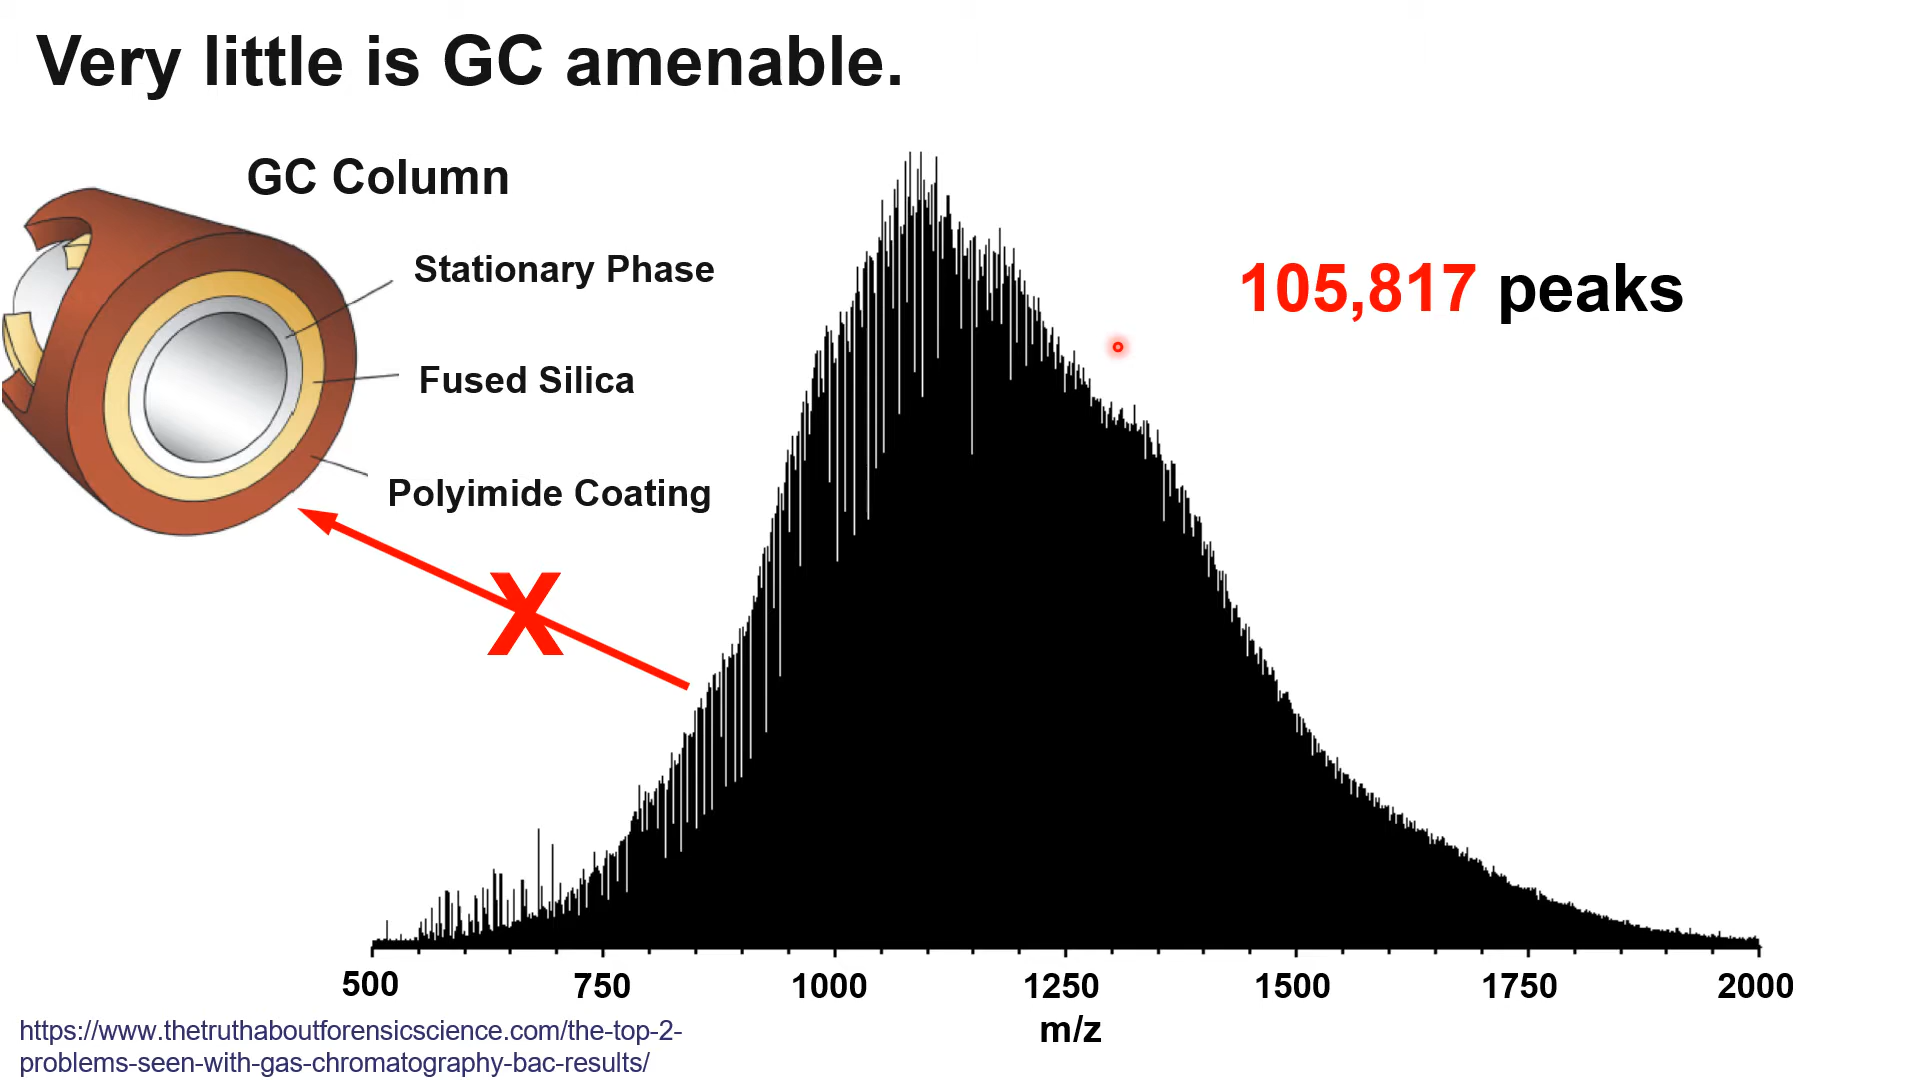 Very little is GC amenable.
GC Column
Stationary Phase
Fused Silica
Polyimide Coating
X
105,817 peaks
500 750 1000 1250 1500 1750 2000
m/z
https://www.thetruthaboutforensicscience.com/the-top-2-
problems-seen-with-gas-chromatography-bac-results/